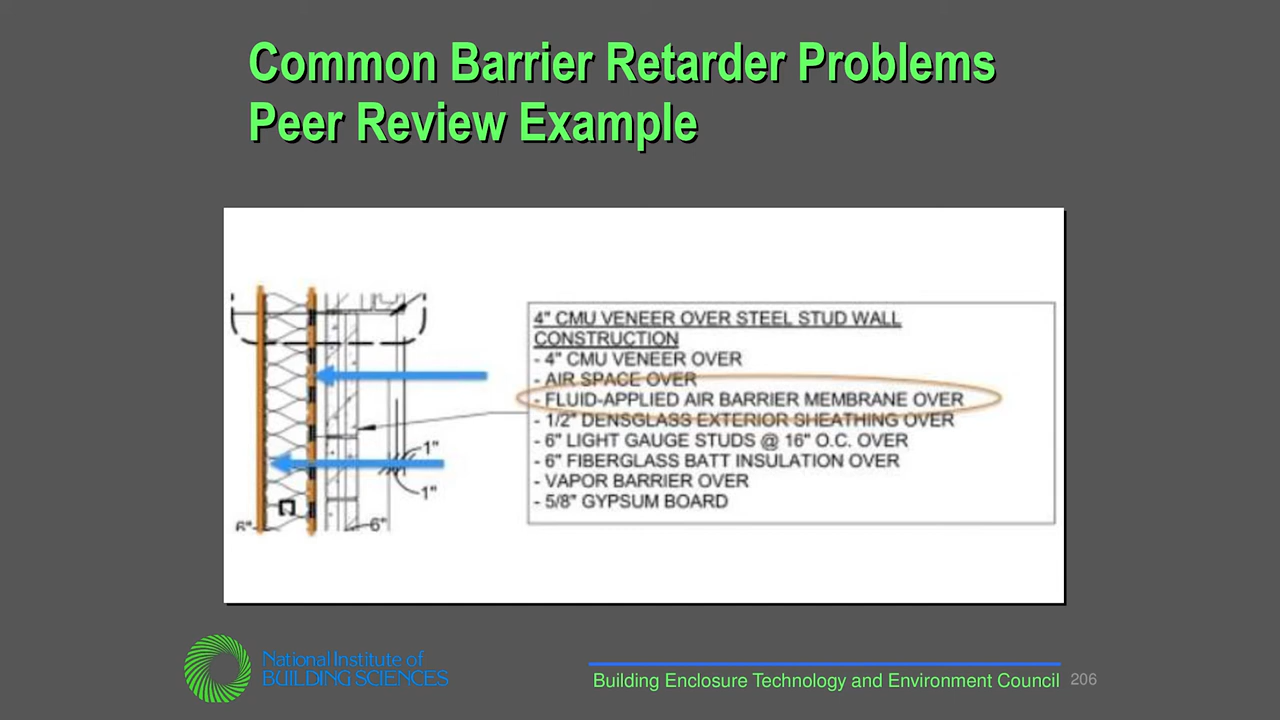 Common Barrier Retarder Problems
Peer Review Example
4" CMU VENEER OVER STEEL STUD WALL
CONSTRUCTION
- 4" CMU VENEER OVER
- AIR SPACE OVER
- FLUID-APPLIED AIR BARRIER MEMBRANE OVER
- 1/2" DENSGLASS EXTERIOR SHEATHING OVER
- 6" LIGHT GAUGE STUDS @ 16" O.C. OVER
- 6" FIBERGLASS BATT INSULATION OVER
- VAPOR BARRIER OVER
- 5/8" GYPSUM BOARD
1"
1"
6"
6"
National Institute of
BUILDING SCIENCES
Building Enclosure Technology and Environment Council
206